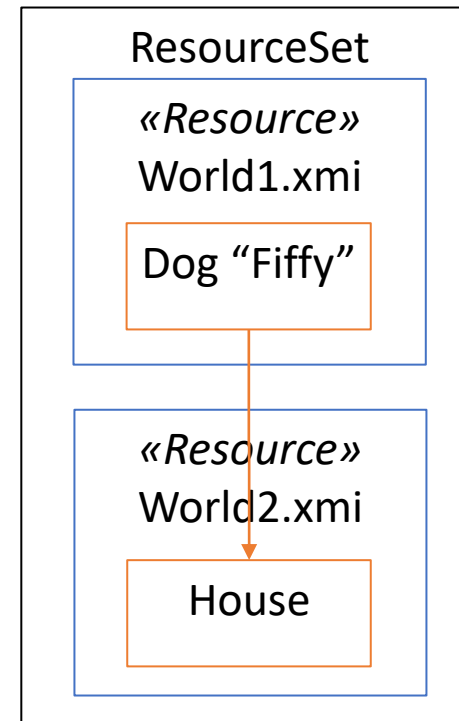 ResourceSet
«Resource»
World1.xmi
Dog “Fiffy”
«Resource»
World2.xmi
House